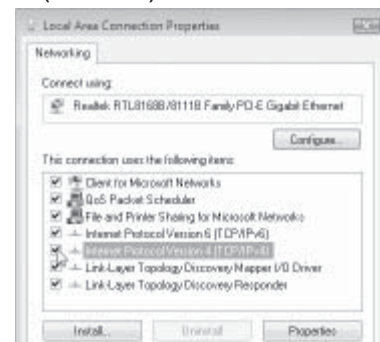 Local Area Connection Properties
Networking
Connect using:
Realtek RTL8168B/8111B Family PCI-E Gigabit Ethernet
Configure...
This connection uses the following items:
Client for Microsoft Networks
QoS Packet Scheduler
File and Printer Sharing for Microsoft Networks
Internet Protocol Version 6 (TCP/IPv6)
Internet Protocol Version 4 (TCP/IPv4)
Link-Layer Topology Discovery Mapper I/O Driver
Link-Layer Topology Discovery Responder
Install...
Uninstall
Properties